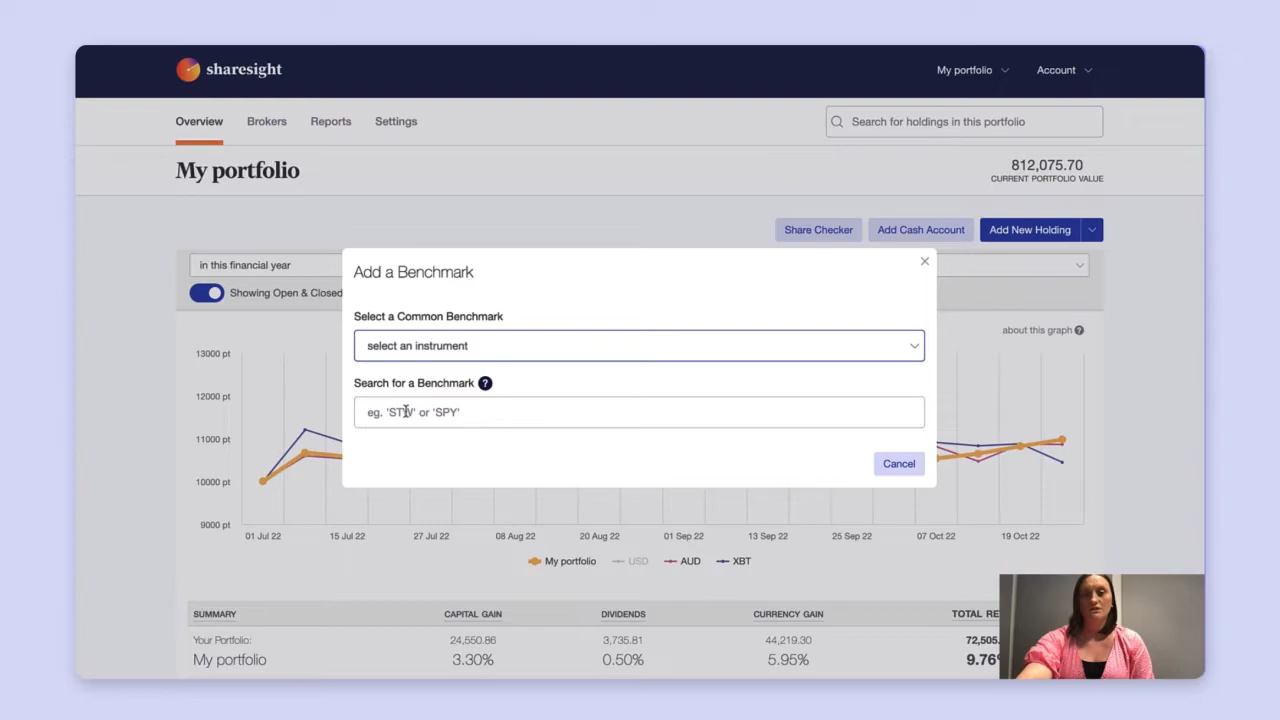 sharesight
My portfolio
Account
Overview
Brokers
Reports
Settings
Search for holdings in this portfolio
My portfolio
812,075.70
CURRENT PORTFOLIO VALUE
Share Checker
Add Cash Account
Add New Holding
in this financial year
Showing Open & Closed
Add a Benchmark
Select a Common Benchmark
select an instrument
Search for a Benchmark ?
eg. 'STW' or 'SPY'
Cancel
about this graph ?
13000 pt
12000 pt
11000 pt
10000 pt
9000 pt
01 Jul 22 15 Jul 22 27 Jul 22 08 Aug 22 20 Aug 22 01 Sep 22 13 Sep 22 25 Sep 22 07 Oct 22 19 Oct 22
My portfolio USD AUD XBT
SUMMARY CAPITAL GAIN DIVIDENDS CURRENCY GAIN TOTAL RE
Your Portfolio: 24,550.86 3,735.81 44,219.30 72,505.
My portfolio 3.30% 0.50% 5.95% 9.76%